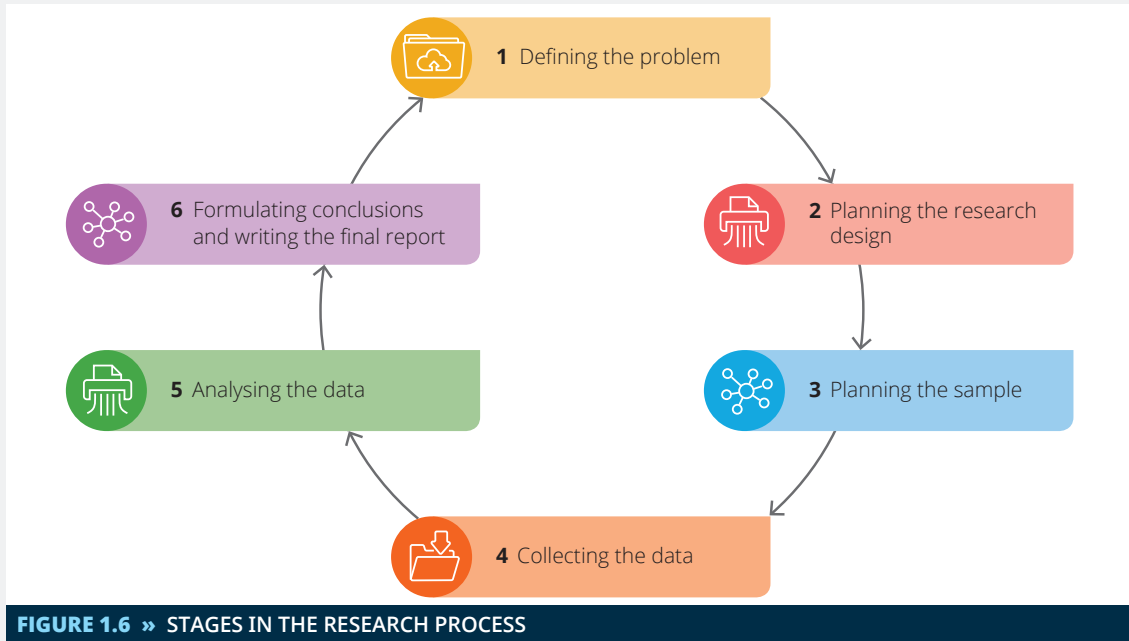 1 Defining the problem
2 Planning the research
design
3 Planning the sample
4 Collecting the data
5 Analysing the data
6 Formulating conclusions
and writing the final report
FIGURE 1.6 » STAGES IN THE RESEARCH PROCESS